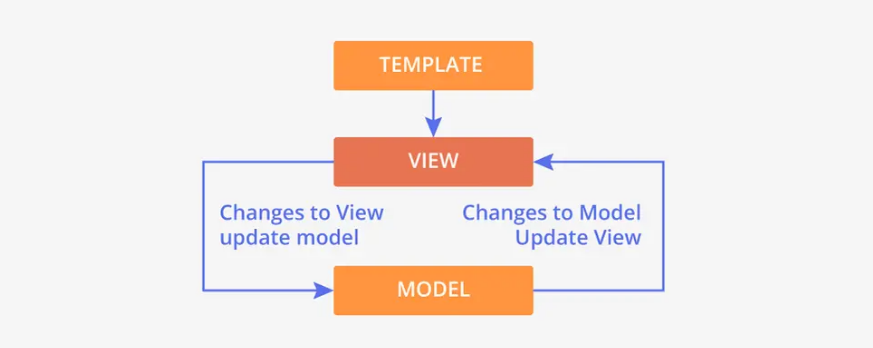 TEMPLATE
VIEW
Changes to View
update model
Changes to Model
Update View
MODEL